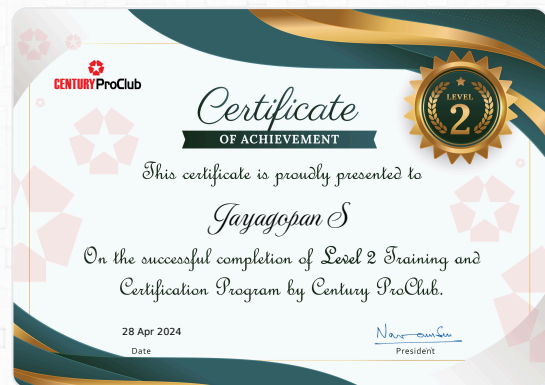 CENTURY ProClub
Certificate
OF ACHIEVEMENT
LEVEL
2
This certificate is proudly presented to
Jayagopan S
On the successful completion of Level 2 Training and
Certification Program by Century ProClub.
28 Apr 2024
Date
President